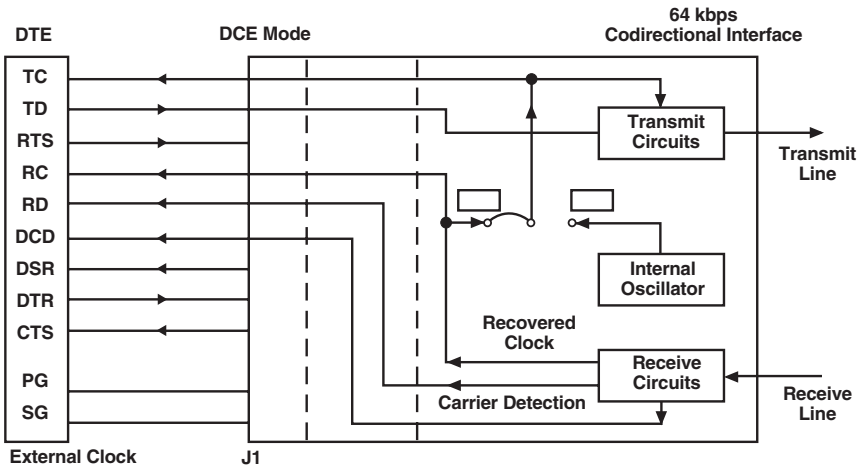 64 kbps
Codirectional Interface
DTE
DCE Mode
TC
TD
RTS
RC
RD
DCD
DSR
DTR
CTS
PG
SG
Transmit
Circuits
Transmit
Line
Internal
Oscillator
Recovered
Clock
Receive
Circuits
Carrier Detection
Receive
Line
External Clock
J1